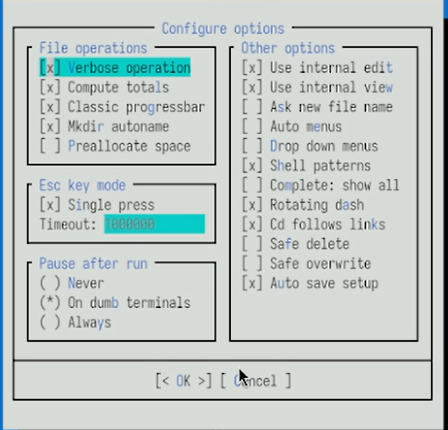 Configure options
File operations
[x] Verbose operation
[x] Compute totals
[x] Classic progressbar
[x] Mkdir autoname
[ ] Preallocate space
Esc key mode
[x] Single press
Timeout: 1000000
Pause after run
( ) Never
(*) On dumb terminals
( ) Always
Other options
[x] Use internal edit
[x] Use internal view
[ ] Ask new file name
[ ] Auto menus
[ ] Drop down menus
[x] Shell patterns
[ ] Complete: show all
[x] Rotating dash
[x] Cd follows links
[ ] Safe delete
[ ] Safe overwrite
[x] Auto save setup
[< OK >] [ Cancel ]